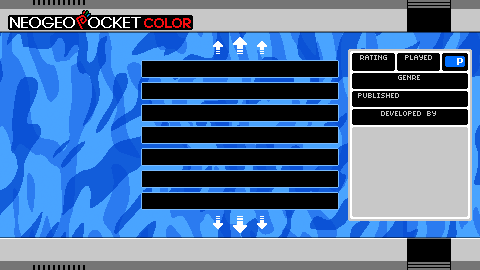 NEOGEO POCKET COLOR
RATING PLAYED
P
GENRE
PUBLISHED
DEVELOPED BY